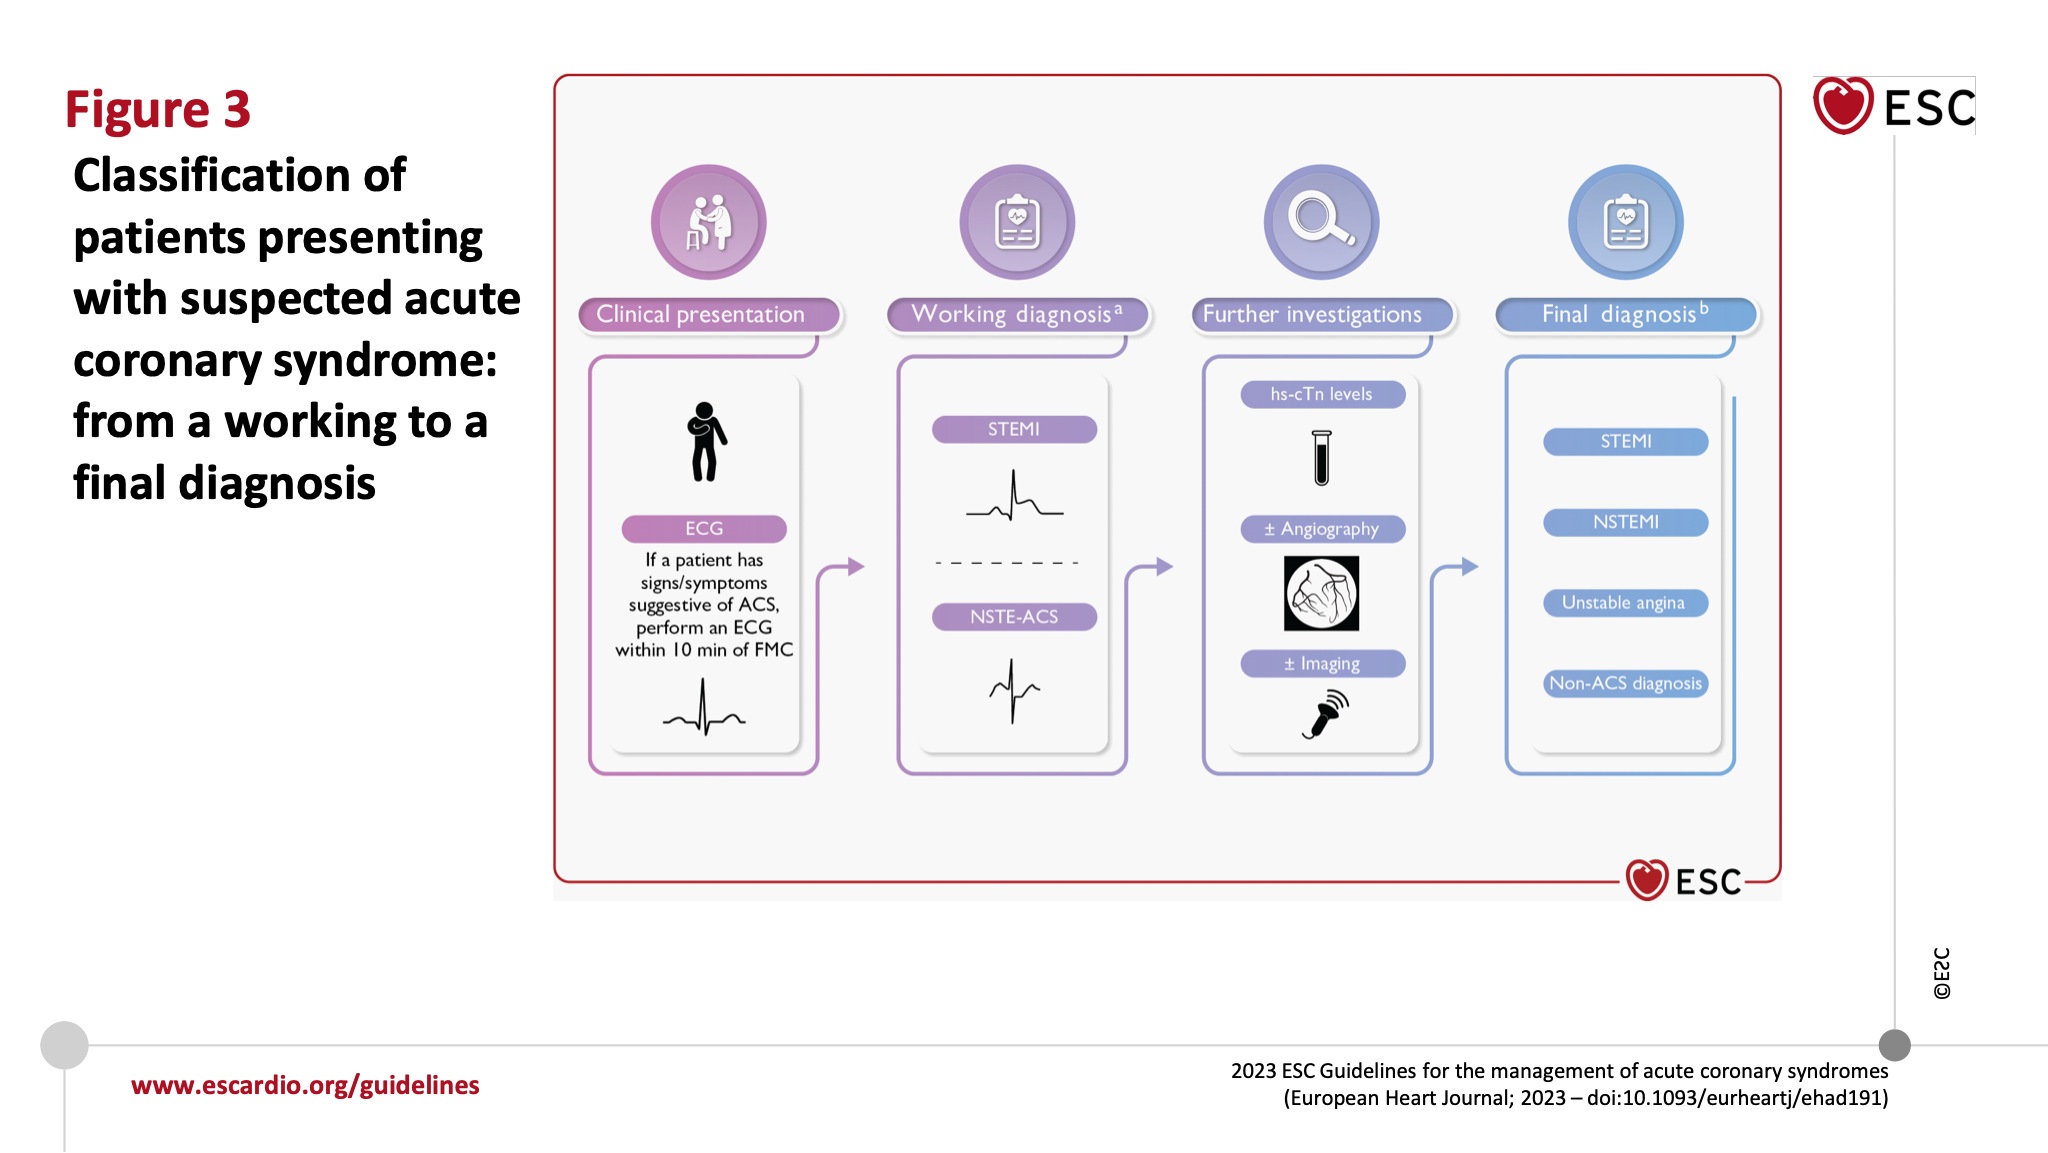 Figure 3
Classification of
patients presenting
with suspected acute
coronary syndrome:
from a working to a
final diagnosis
ESC
Clinical presentation
ECG
If a patient has
signs/symptoms
suggestive of ACS,
perform an ECG
within 10 min of FMC
Working diagnosisᵃ
STEMI
NSTE-ACS
Further investigations
hs-cTn levels
± Angiography
± Imaging
Final diagnosisᵇ
STEMI
NSTEMI
Unstable angina
Non-ACS diagnosis
ESC
©ESC
www.escardio.org/guidelines
2023 ESC Guidelines for the management of acute coronary syndromes
(European Heart Journal; 2023 – doi:10.1093/eurheartj/ehad191)